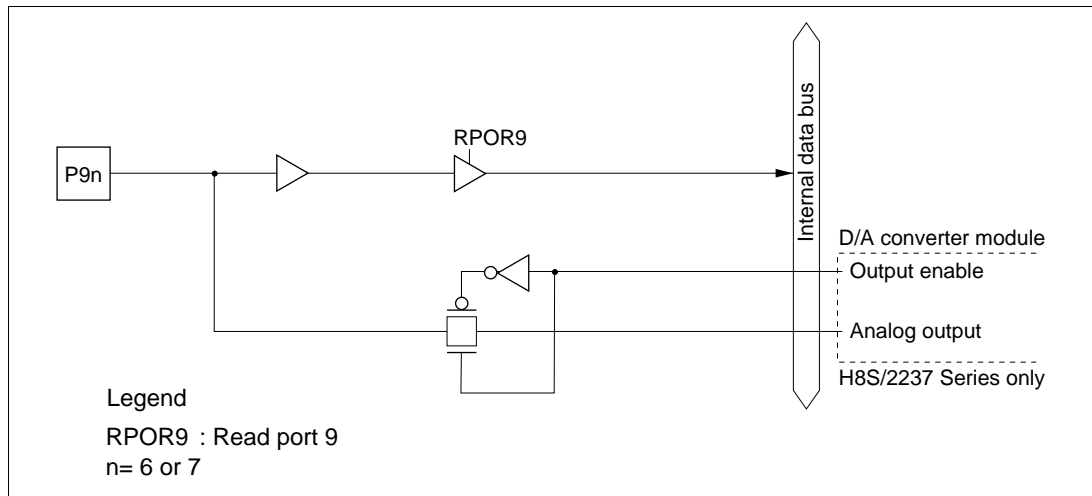 RPOR9
P9n
Internal data bus
D/A converter module
Output enable
Analog output
H8S/2237 Series only
Legend
RPOR9 : Read port 9
n= 6 or 7